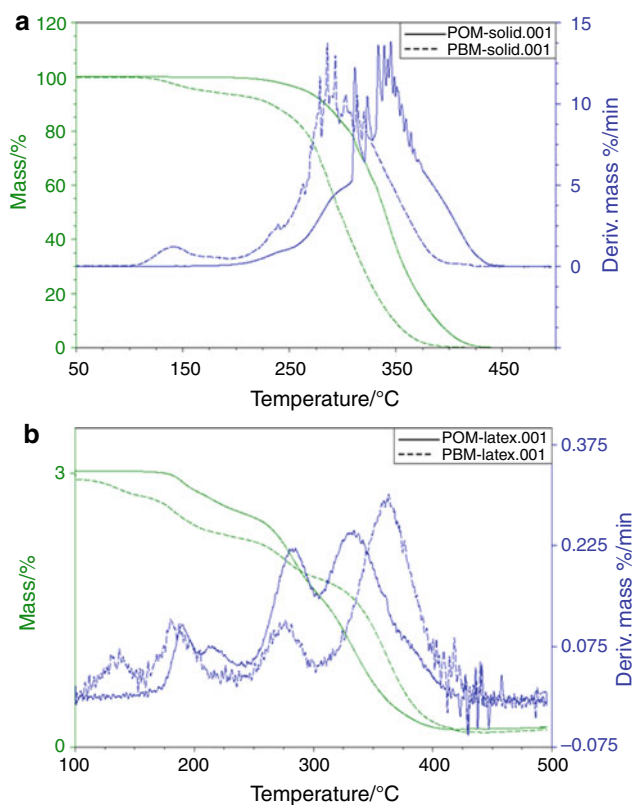 a
POM-solid.001
PBM-solid.001
120
100
80
60
40
20
0
Mass/%
15
10
5
0
Deriv. mass %/min
50 150 250 350 450
Temperature/°C
b
POM-latex.001
PBM-latex.001
3
0
Mass/%
0.375
0.225
0.075
–0.075
Deriv. mass %/min
100 200 300 400 500
Temperature/°C